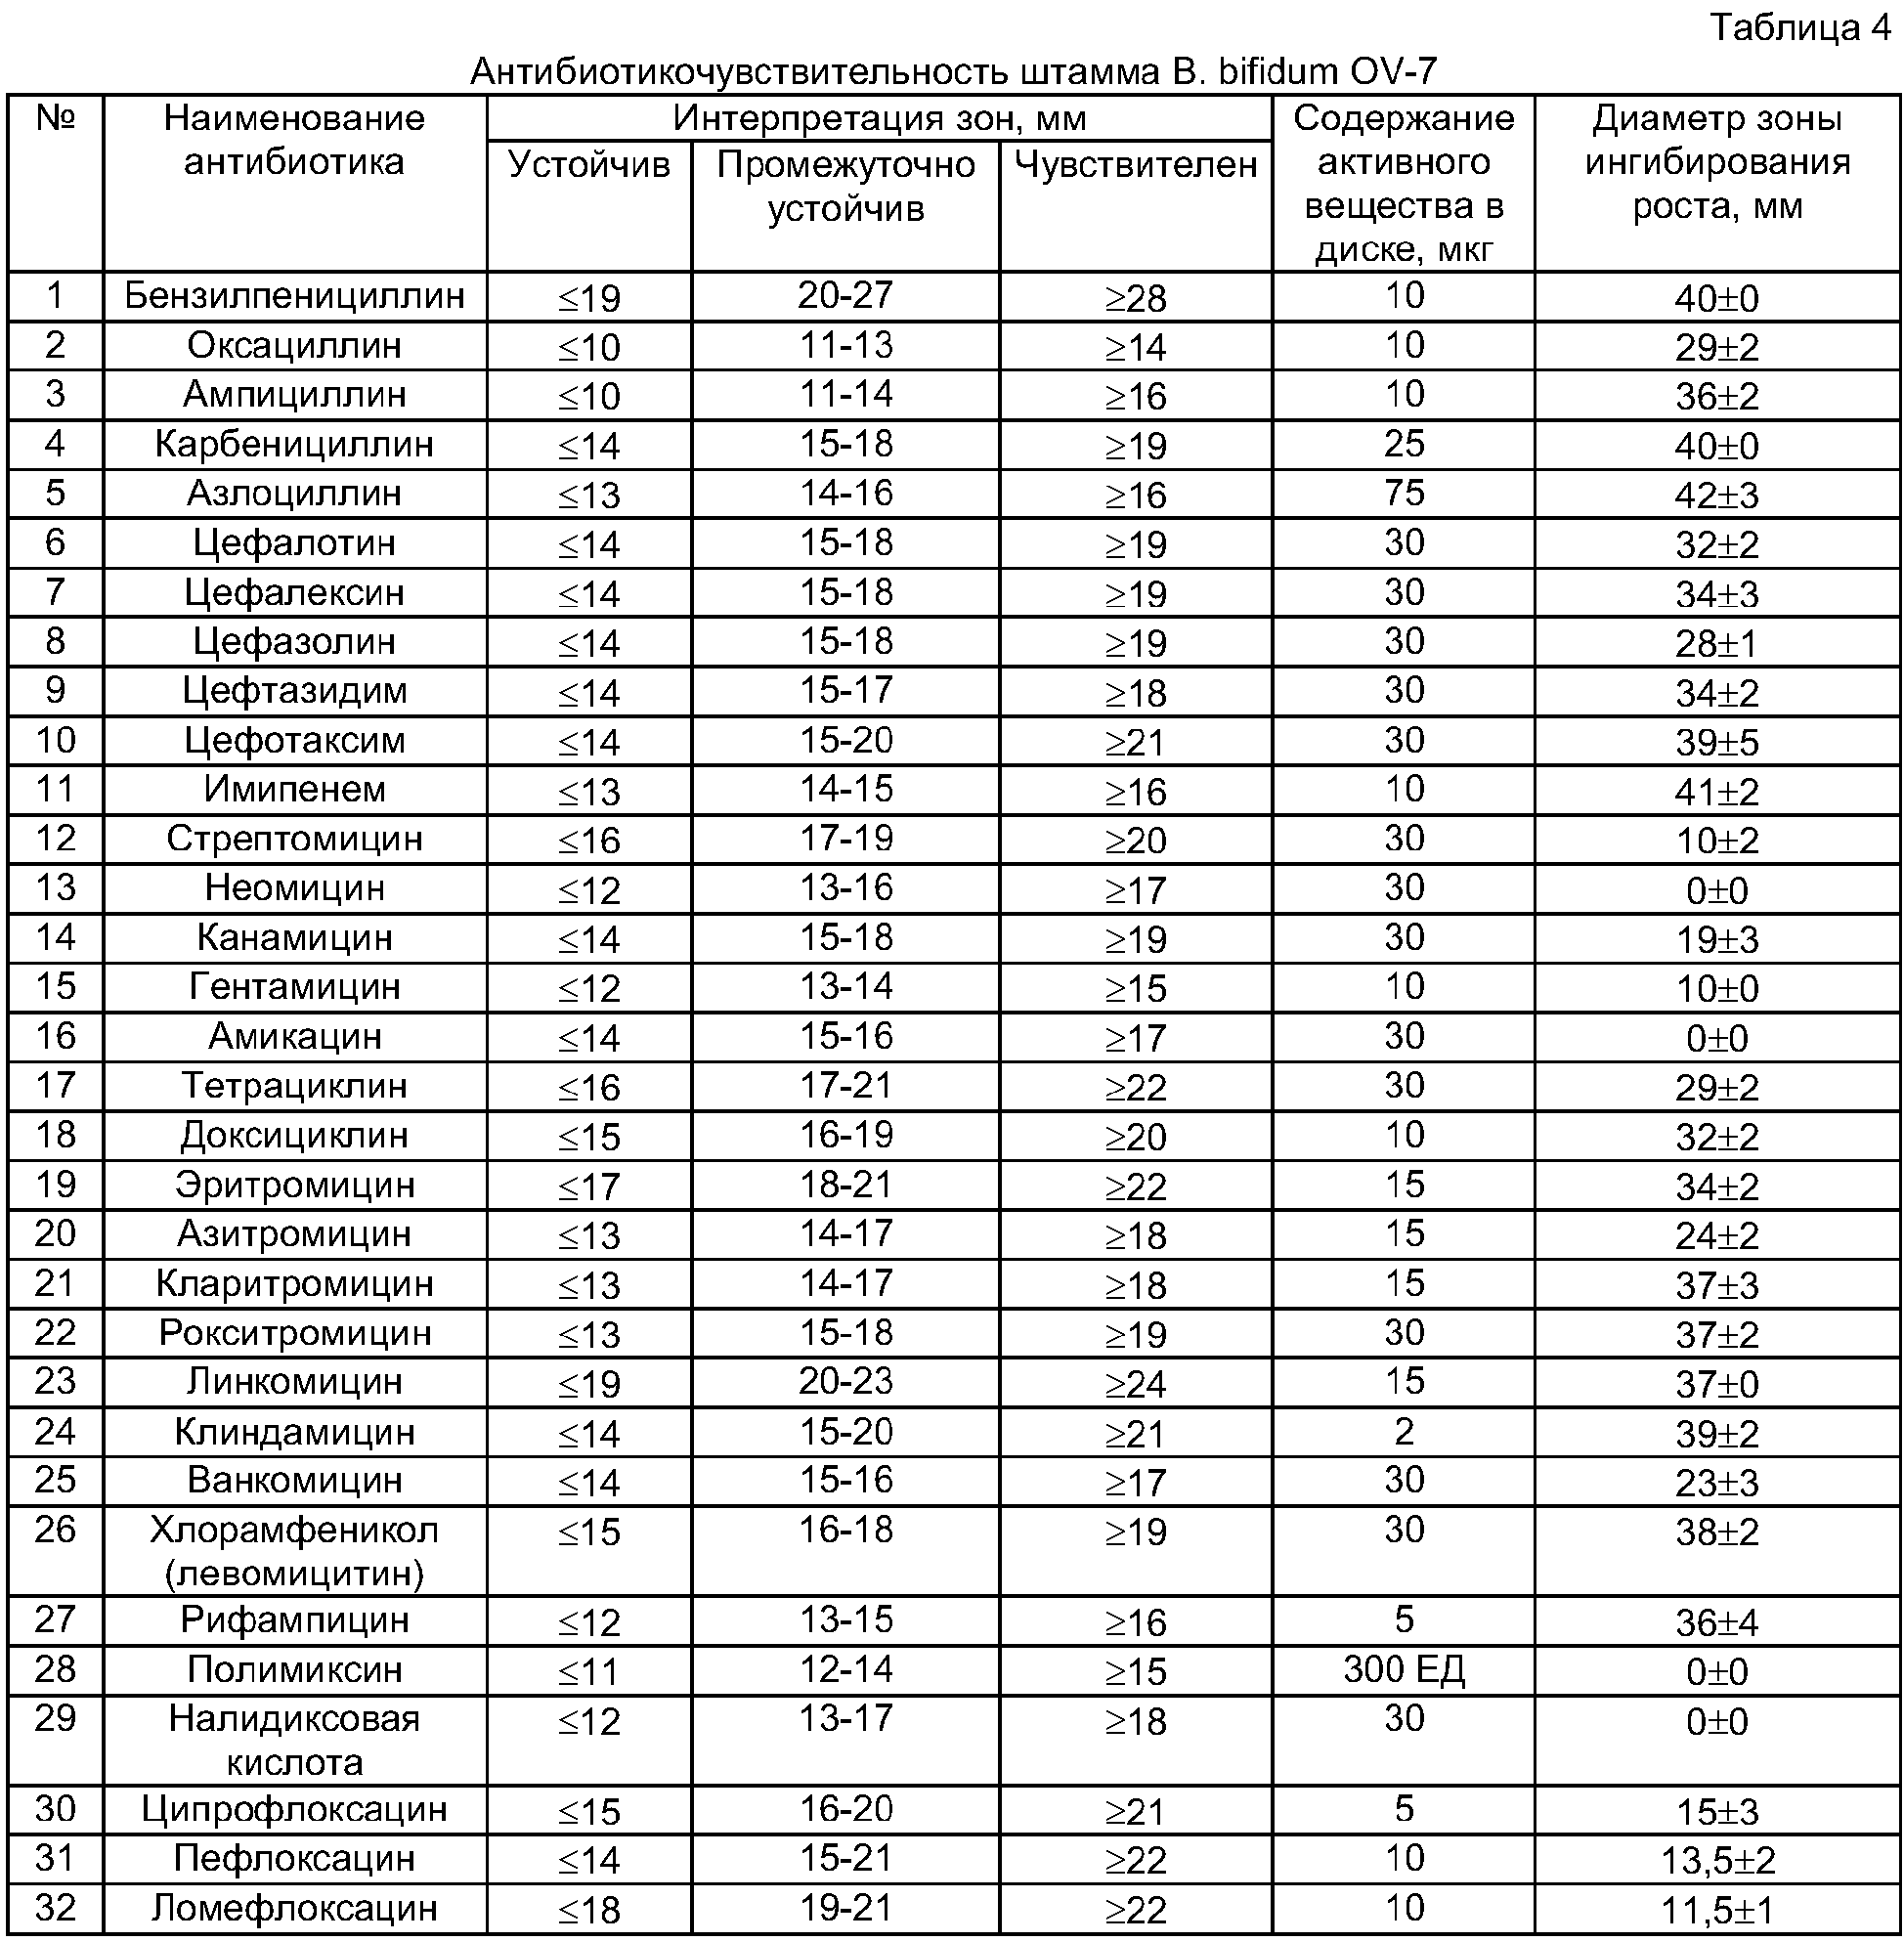 Таблица 4
Антибиотикочувствительность штамма B. bifidum OV-7
№ Наименование антибиотика Интерпретация зон, мм Содержание активного вещества в диске, мкг Диаметр зоны ингибирования роста, мм
Устойчив Промежуточно устойчив Чувствителен
1 Бензилпенициллин ≤19 20-27 ≥28 10 40±0
2 Оксациллин ≤10 11-13 ≥14 10 29±2
3 Ампициллин ≤10 11-14 ≥16 10 36±2
4 Карбенициллин ≤14 15-18 ≥19 25 40±0
5 Азлоциллин ≤13 14-16 ≥16 75 42±3
6 Цефалотин ≤14 15-18 ≥19 30 32±2
7 Цефалексин ≤14 15-18 ≥19 30 34±3
8 Цефазолин ≤14 15-18 ≥19 30 28±1
9 Цефтазидим ≤14 15-17 ≥18 30 34±2
10 Цефотаксим ≤14 15-20 ≥21 30 39±5
11 Имипенем ≤13 14-15 ≥16 10 41±2
12 Стрептомицин ≤16 17-19 ≥20 30 10±2
13 Неомицин ≤12 13-16 ≥17 30 0±0
14 Канамицин ≤14 15-18 ≥19 30 19±3
15 Гентамицин ≤12 13-14 ≥15 10 10±0
16 Амикацин ≤14 15-16 ≥17 30 0±0
17 Тетрациклин ≤16 17-21 ≥22 30 29±2
18 Доксициклин ≤15 16-19 ≥20 10 32±2
19 Эритромицин ≤17 18-21 ≥22 15 34±2
20 Азитромицин ≤13 14-17 ≥18 15 24±2
21 Кларитромицин ≤13 14-17 ≥18 15 37±3
22 Рокситромицин ≤13 15-18 ≥19 30 37±2
23 Линкомицин ≤19 20-23 ≥24 15 37±0
24 Клиндамицин ≤14 15-20 ≥21 2 39±2
25 Ванкомицин ≤14 15-16 ≥17 30 23±3
26 Хлорамфеникол ≤15 16-18 ≥19 30 38±2
(левомицитин)
27 Рифампицин ≤12 13-15 ≥16 5 36±4
28 Полимиксин ≤11 12-14 ≥15 300 ЕД 0±0
29 Налидиксовая ≤12 13-17 ≥18 30 0±0
кислота
30 Ципрофлоксацин ≤15 16-20 ≥21 5 15±3
31 Пефлоксацин ≤14 15-21 ≥22 10 13,5±2
32 Ломефлоксацин ≤18 19-21 ≥22 10 11,5±1